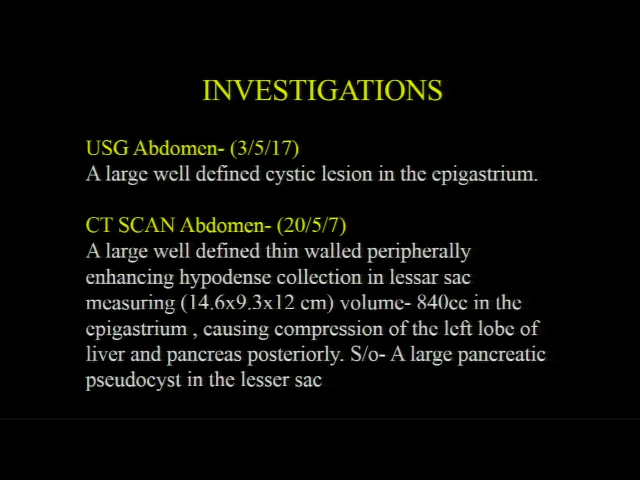 INVESTIGATIONS
USG Abdomen- (3/5/17)
A large well defined cystic lesion in the epigastrium.
CT SCAN Abdomen- (20/5/7)
A large well defined thin walled peripherally
enhancing hypodense collection in lessar sac
measuring (14.6x9.3x12 cm) volume- 840cc in the
epigastrium , causing compression of the left lobe of
liver and pancreas posteriorly. S/o- A large pancreatic
pseudocyst in the lesser sac